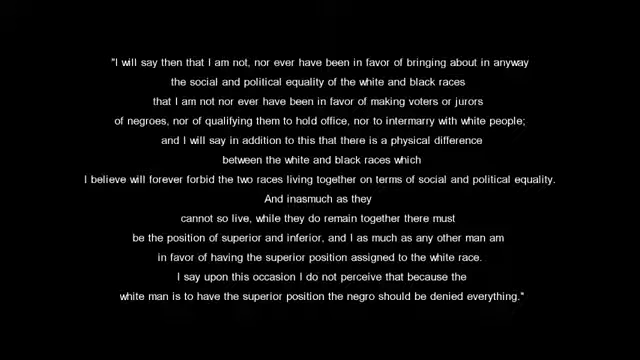 "I will say then that I am not, nor ever have been in favor of bringing about in anyway
the social and political equality of the white and black races
that I am not nor ever have been in favor of making voters or jurors
of negroes, nor of qualifying them to hold office, nor to intermarry with white people;
and I will say in addition to this that there is a physical difference
between the white and black races which
I believe will forever forbid the two races living together on terms of social and political equality.
And inasmuch as they
cannot so live, while they do remain together there must
be the position of superior and inferior, and I as much as any other man am
in favor of having the superior position assigned to the white race.
I say upon this occasion I do not perceive that because the
white man is to have the superior position the negro should be denied everything."